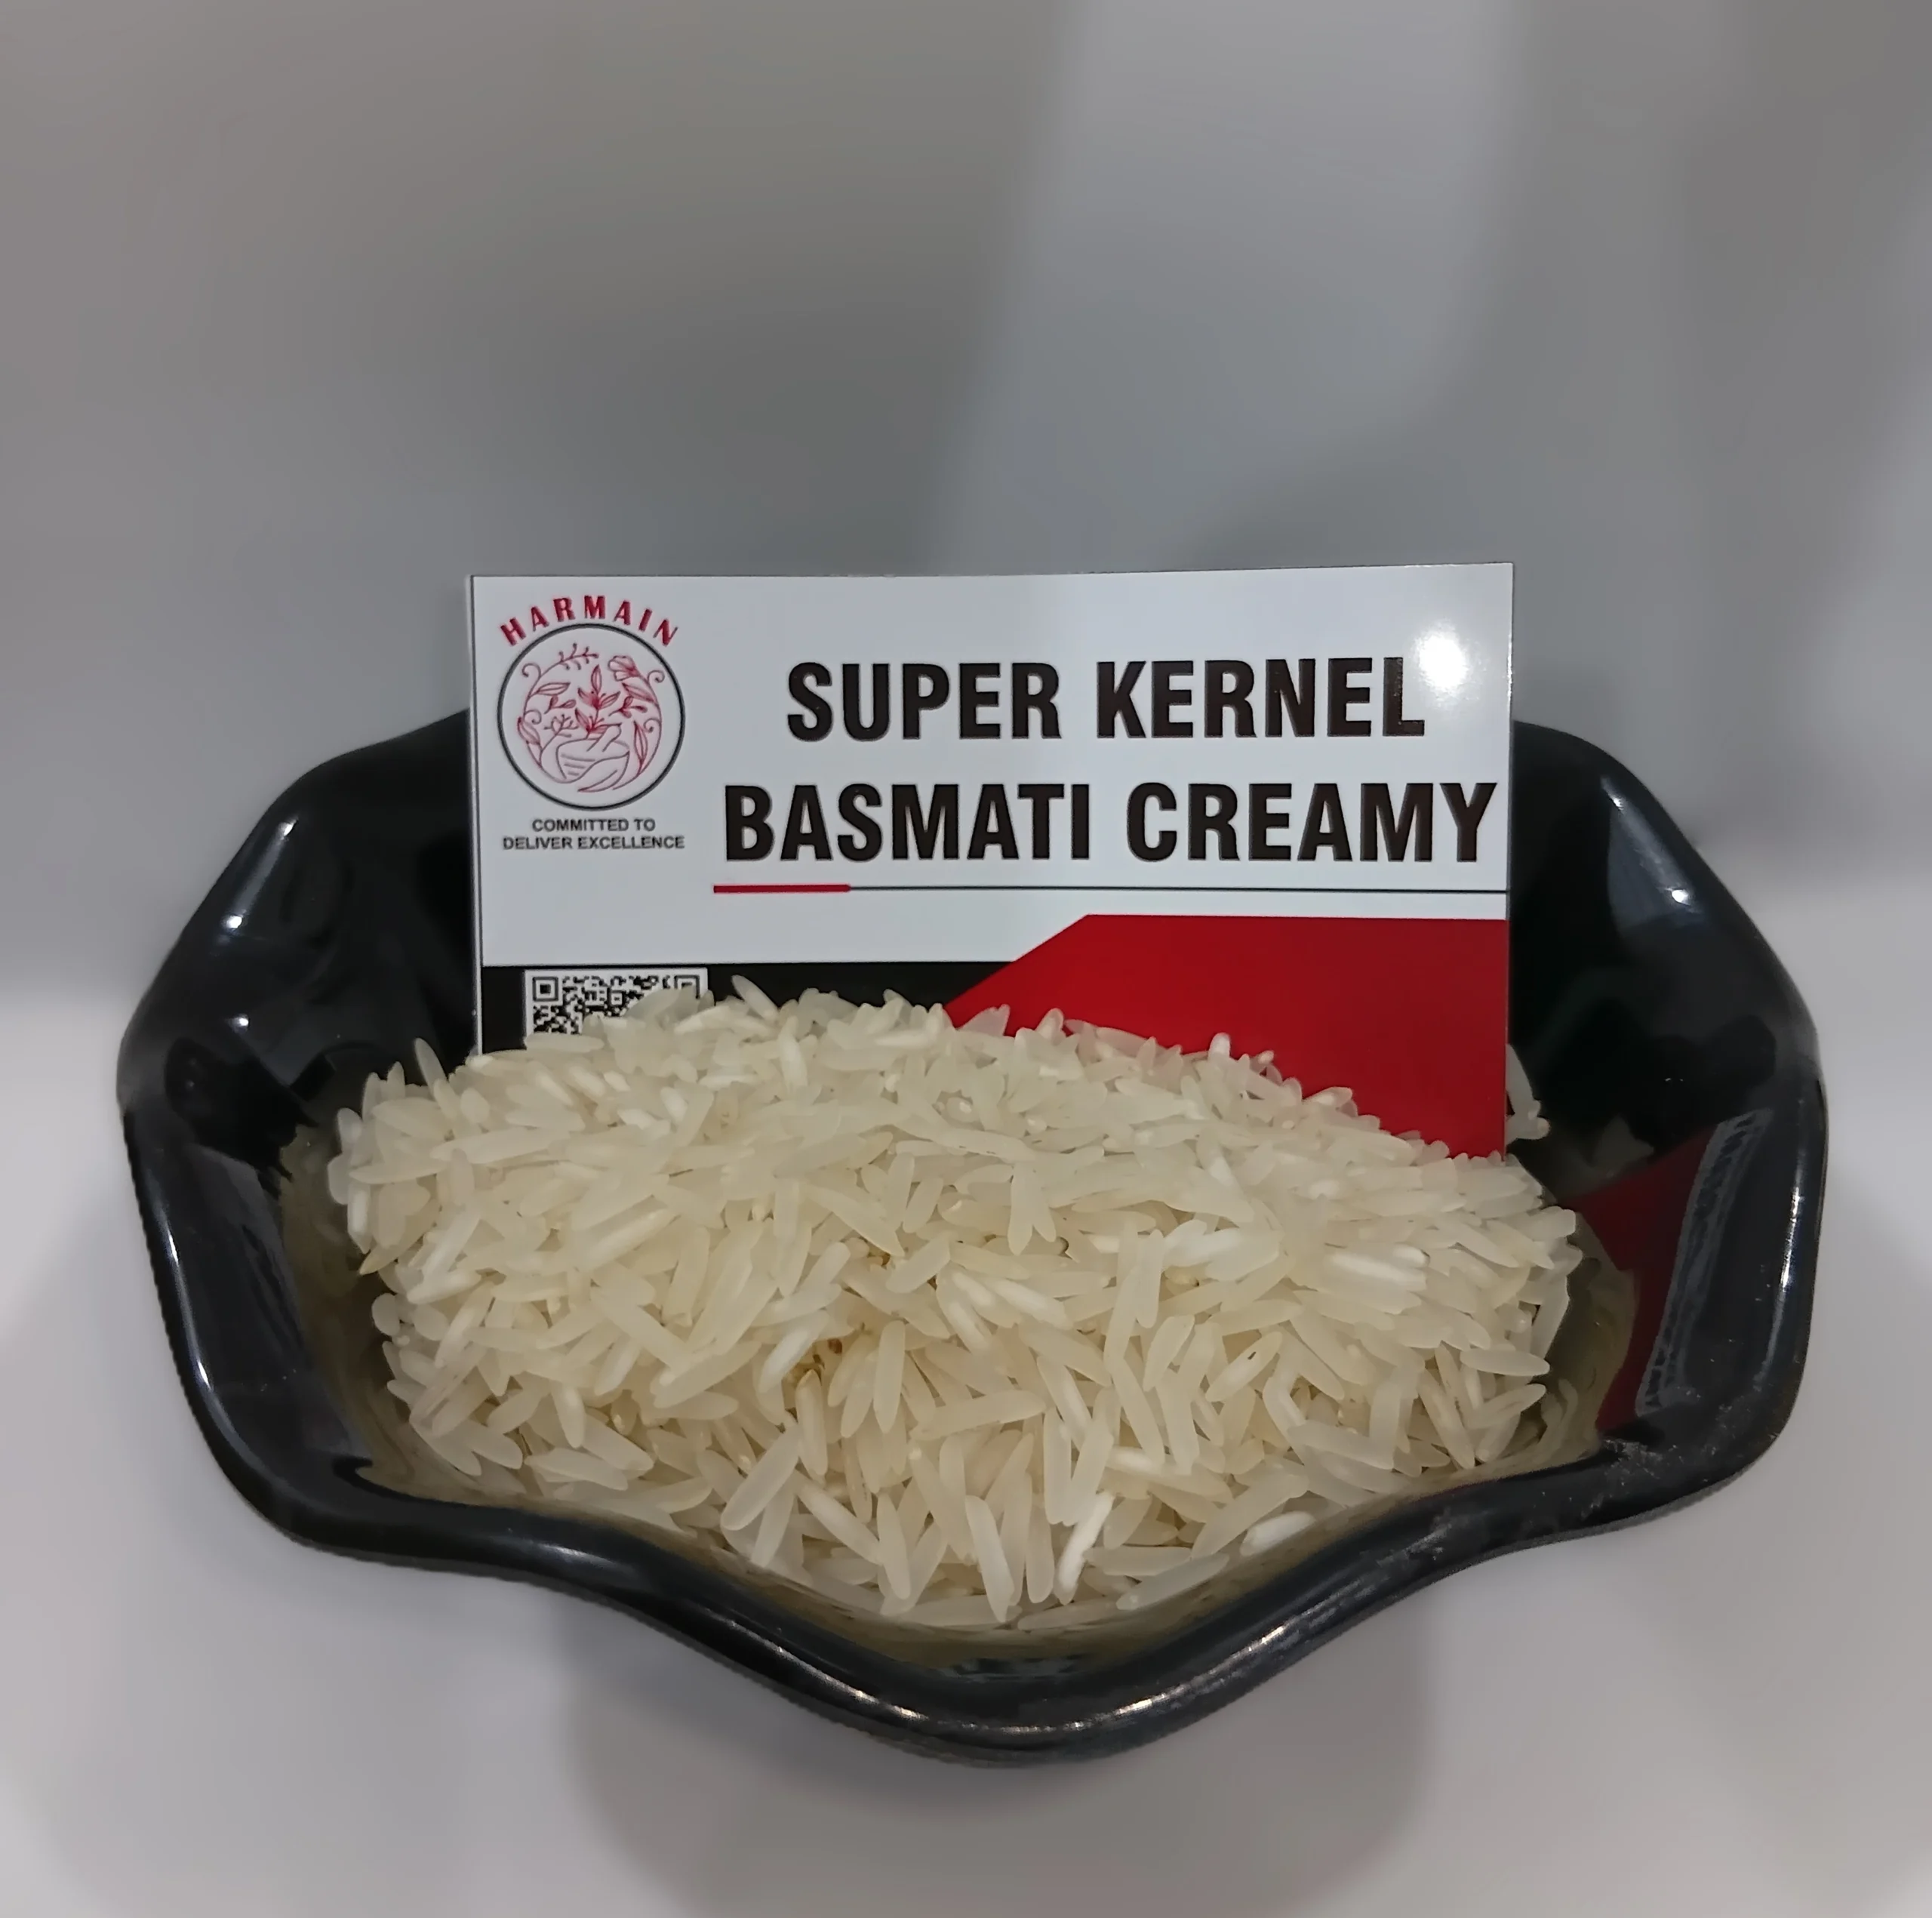 HARMAIN
COMMITTED TO
DELIVER EXCELLENCE
SUPER KERNEL
BASMATI CREAMY